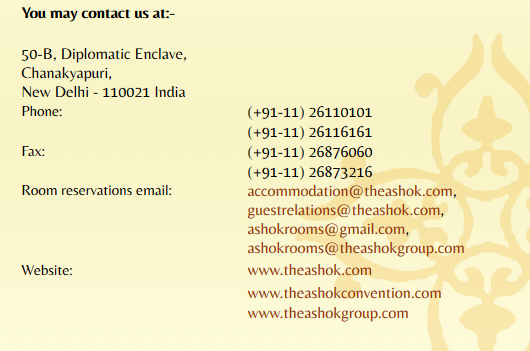 You may contact us at:-
50-B, Diplomatic Enclave,
Chanakyapuri,
New Delhi - 110021 India
Phone: (+91-11) 26110101
(+91-11) 26116161
Fax: (+91-11) 26876060
(+91-11) 26873216
Room reservations email: accommodation@theashok.com,
guestrelations@theashok.com,
ashokrooms@gmail.com,
ashokrooms@theashokgroup.com
Website: www.theashok.com
www.theashokconvention.com
www.theashokgroup.com